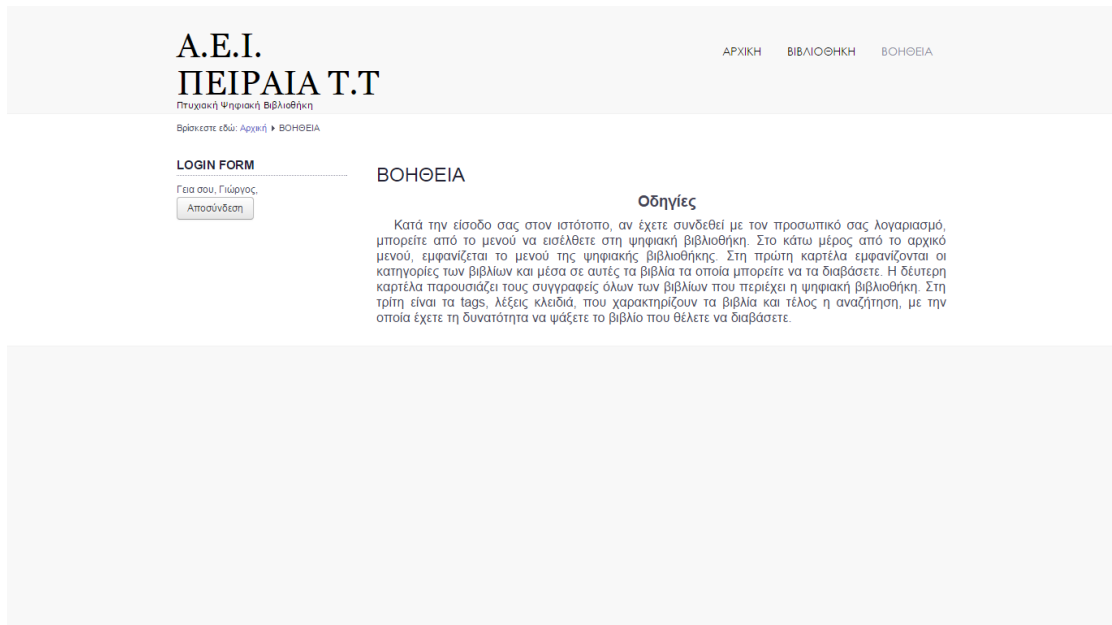 Α.Ε.Ι.
ΠΕΙΡΑΙΑ Τ.Τ
Πτυχιακή Ψηφιακή Βιβλιοθήκη
ΑΡΧΙΚΗ ΒΙΒΛΙΟΘΗΚΗ ΒΟΗΘΕΙΑ
Βρίσκεστε εδώ: Αρχική ΒΟΗΘΕΙΑ
LOGIN FORM
Γεια σου, Γιώργος,
Αποσύνδεση
ΒΟΗΘΕΙΑ
Οδηγίες
Κατά την είσοδο σας στον ιστότοπο, αν έχετε συνδεθεί με τον προσωπικό σας λογαριασμό,
μπορείτε από το μενού να εισέλθετε στη ψηφιακή βιβλιοθήκη. Στο κάτω μέρος από το αρχικό
μενού, εμφανίζεται το μενού της ψηφιακής βιβλιοθήκης. Στη πρώτη καρτέλα εμφανίζονται οι
κατηγορίες των βιβλίων και μέσα σε αυτές τα βιβλία τα οποία μπορείτε να τα διαβάσετε. Η δεύτερη
καρτέλα παρουσιάζει τους συγγραφείς όλων των βιβλίων που περιέχει η ψηφιακή βιβλιοθήκη. Στη
τρίτη είναι τα tags, λέξεις κλειδιά, που χαρακτηρίζουν τα βιβλία και τέλος η αναζήτηση, με την
οποία έχετε τη δυνατότητα να ψάξετε το βιβλίο που θέλετε να διαβάσετε.